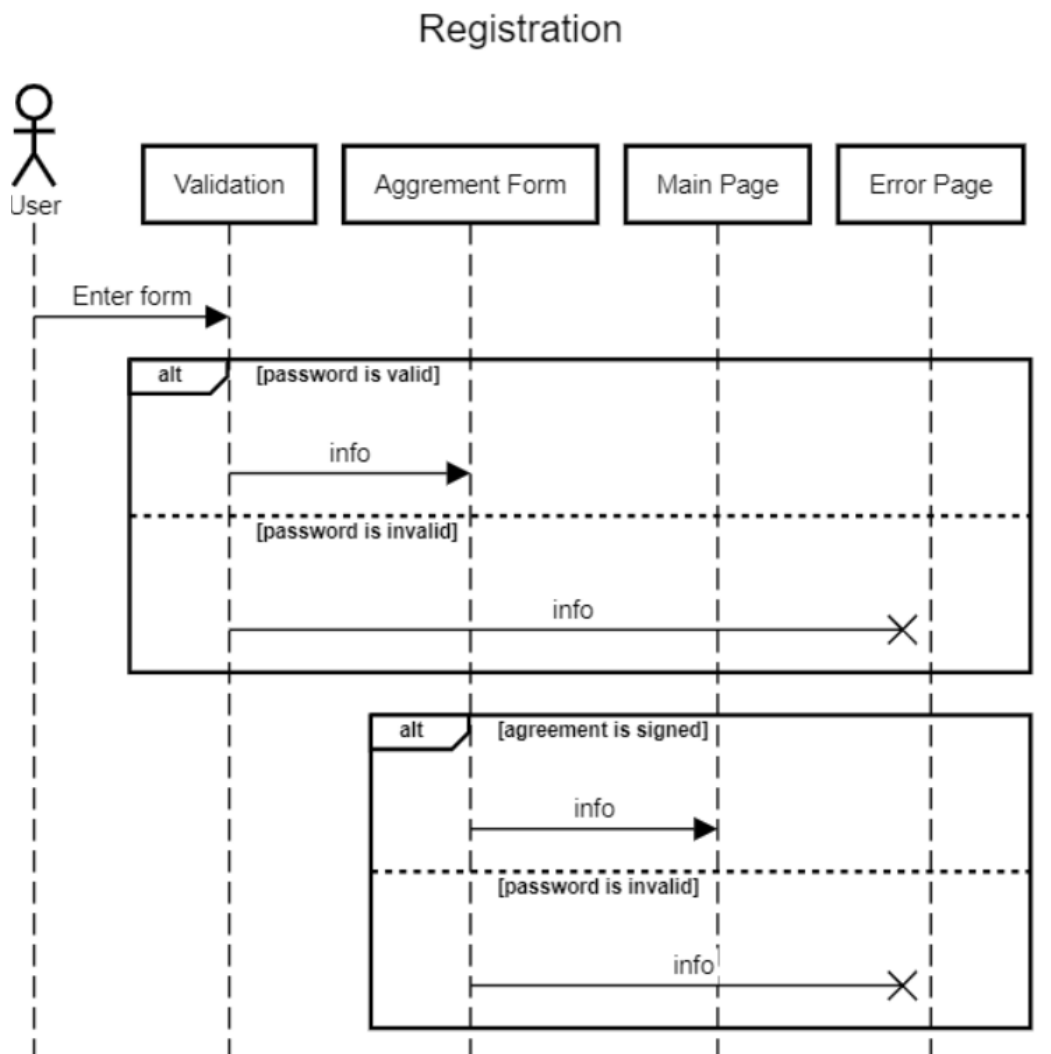 Registration
User
Validation
Aggrement Form
Main Page
Error Page
Enter form
alt
[password is valid]
info
[password is invalid]
info
alt
[agreement is signed]
info
[password is invalid]
info